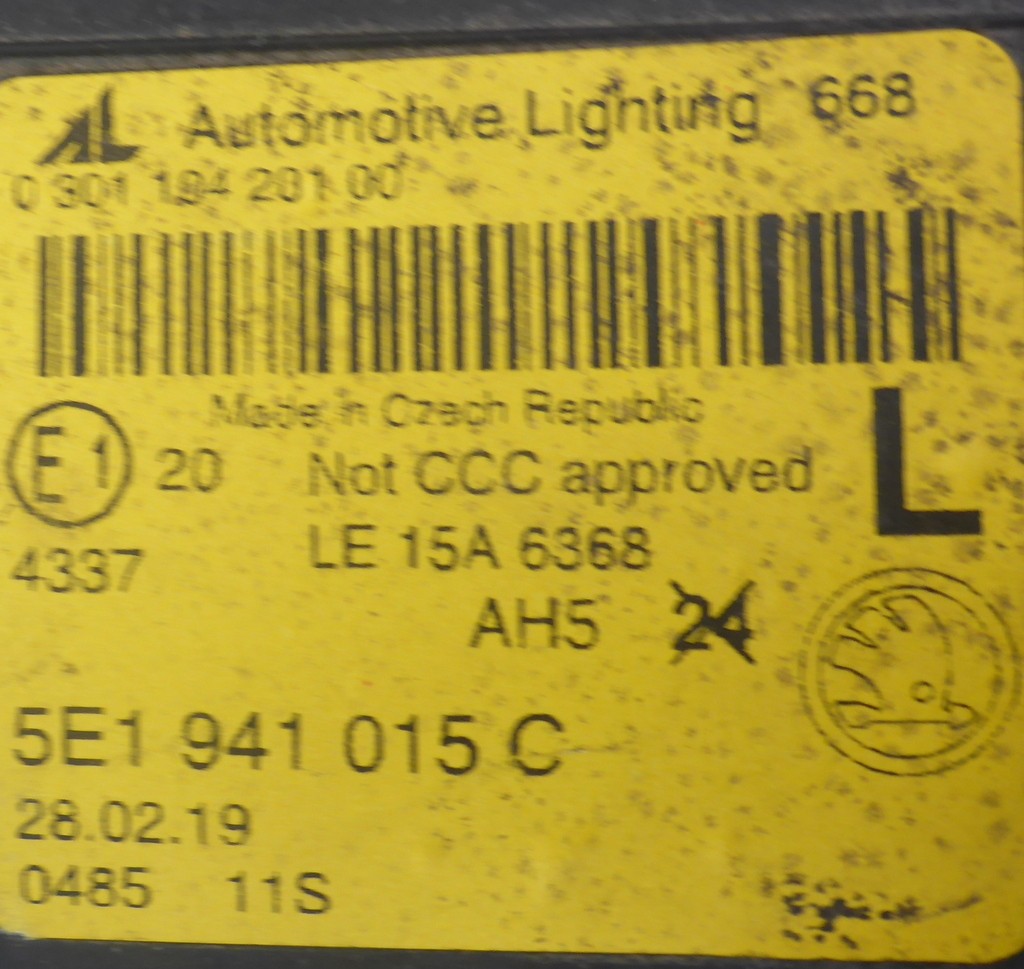 AL Automotive Lighting 668
0 301 194 201 00
Made in Czech Republic
E1 20 Not CCC approved L
4337 LE 15A 6368
AH5 24
5E1 941 015 C
28.02.19
0485 11S